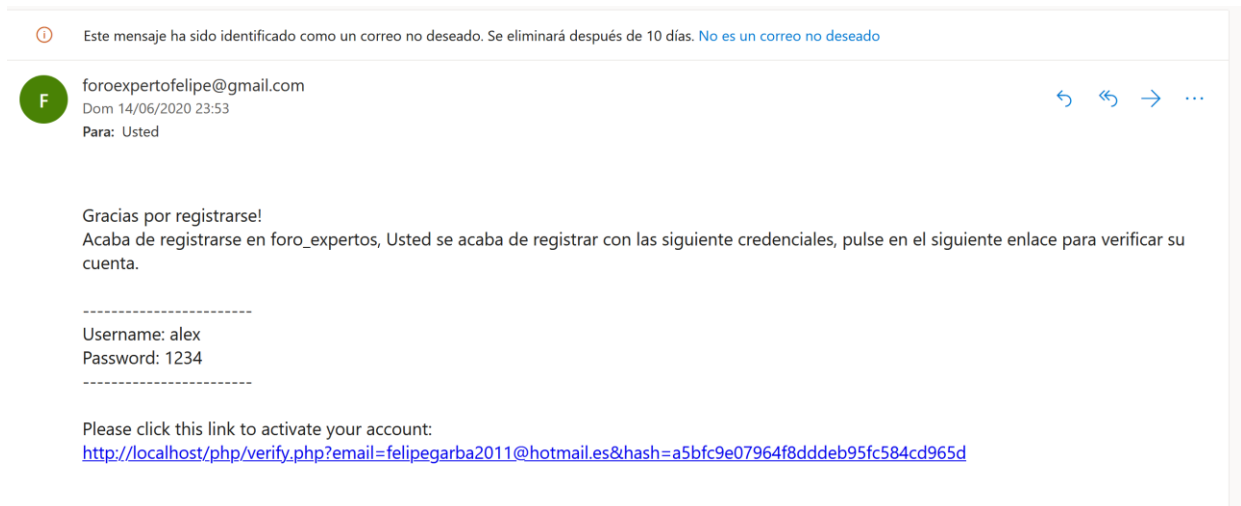 Este mensaje ha sido identificado como un correo no deseado. Se eliminará después de 10 días. No es un correo no deseado
F
foroexpertofelipe@gmail.com
Dom 14/06/2020 23:53
Para: Usted
Gracias por registrarse!
Acaba de registrarse en foro_expertos, Usted se acaba de registrar con las siguiente credenciales, pulse en el siguiente enlace para verificar su
cuenta.
------------------------
Username: alex
Password: 1234
------------------------
Please click this link to activate your account:
http://localhost/php/verify.php?email=felipegarba2011@hotmail.es&hash=a5bfc9e07964f8dddeb95fc584cd965d